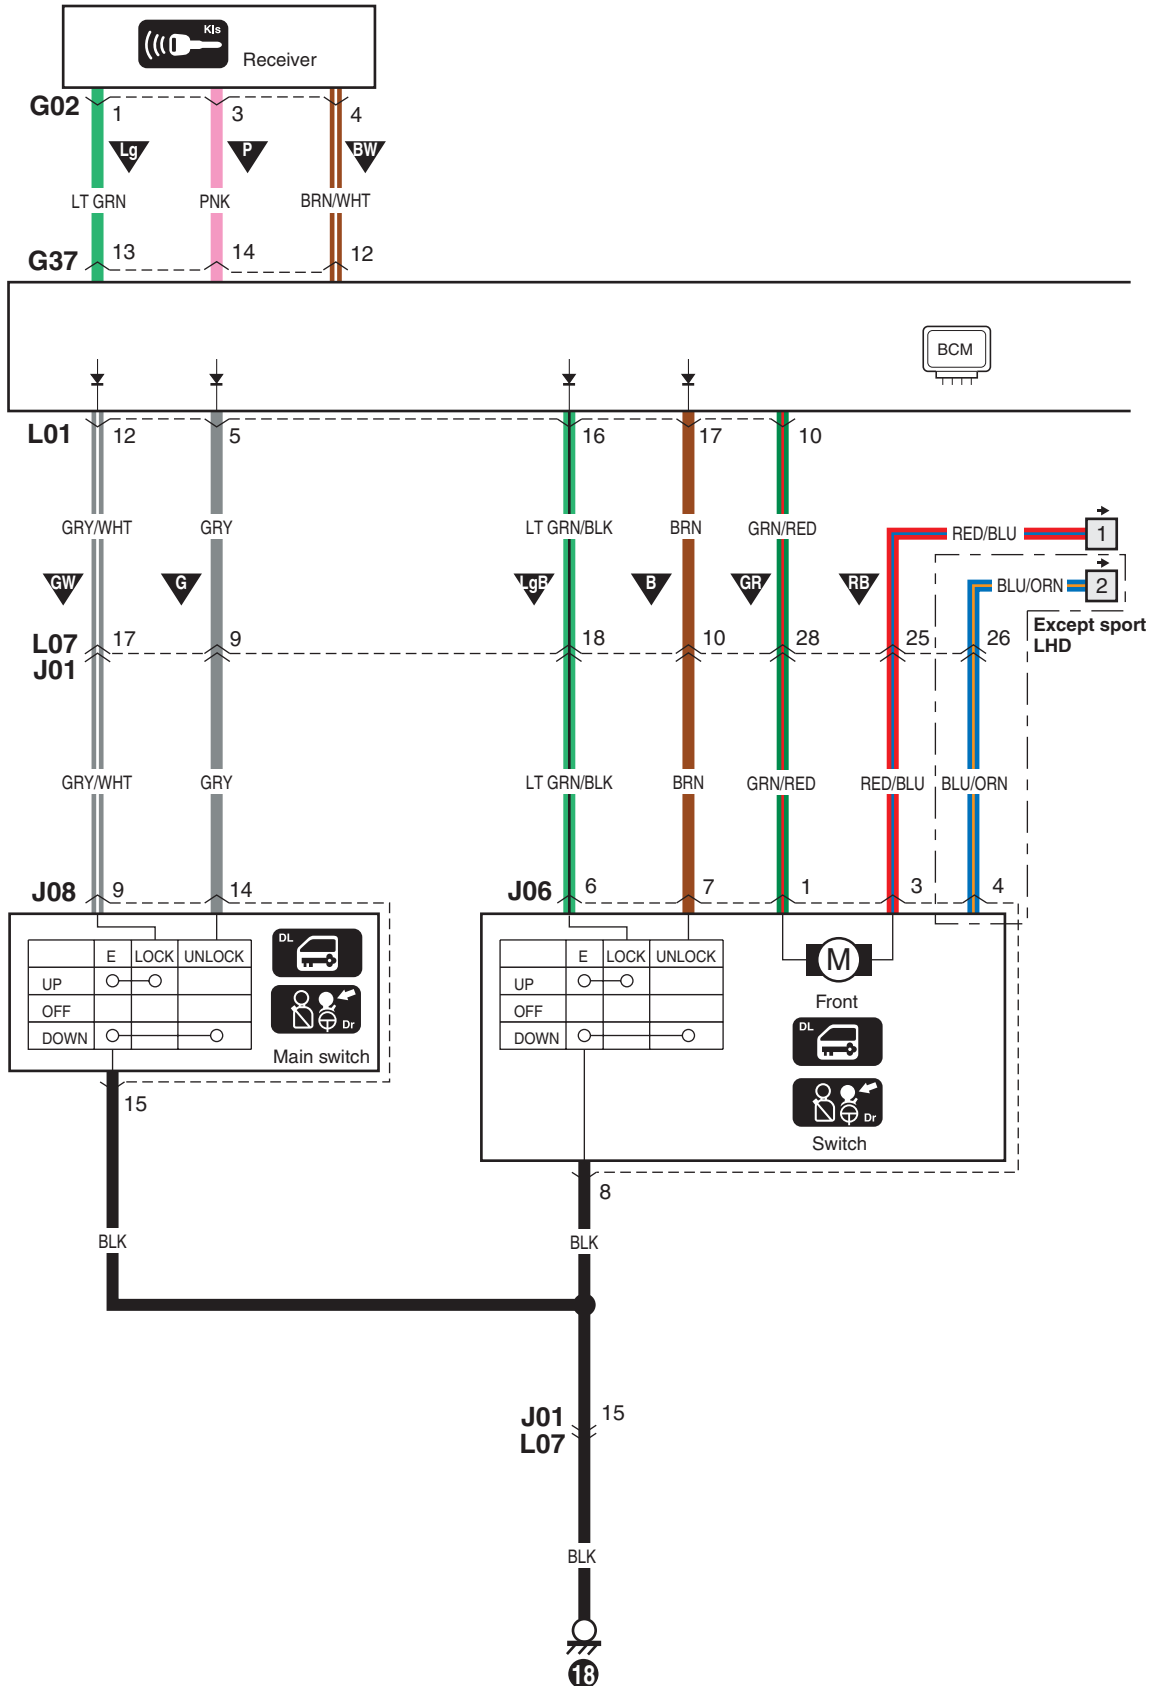 Kls
Receiver
G02 1 3 4
Lg P BW
LT GRN PNK BRN/WHT
G37 13 14 12
BCM
L01 12 5 16 17 10
GRY/WHT GRY LT GRN/BLK BRN GRN/RED RED/BLU 1
GW G LgB B GR RB BLU/ORN 2
Except sport
LHD
L07 17 9 18 10 28 25 26
J01
GRY/WHT GRY LT GRN/BLK BRN GRN/RED RED/BLU BLU/ORN
J08 9 14 J06 6 7 1 3 4
E LOCK UNLOCK DL
UP
OFF
DOWN Dr
Main switch
E LOCK UNLOCK M
UP Front
OFF
DOWN DL
Dr
Switch
15
8
BLK BLK
J01 15
L07
BLK
18